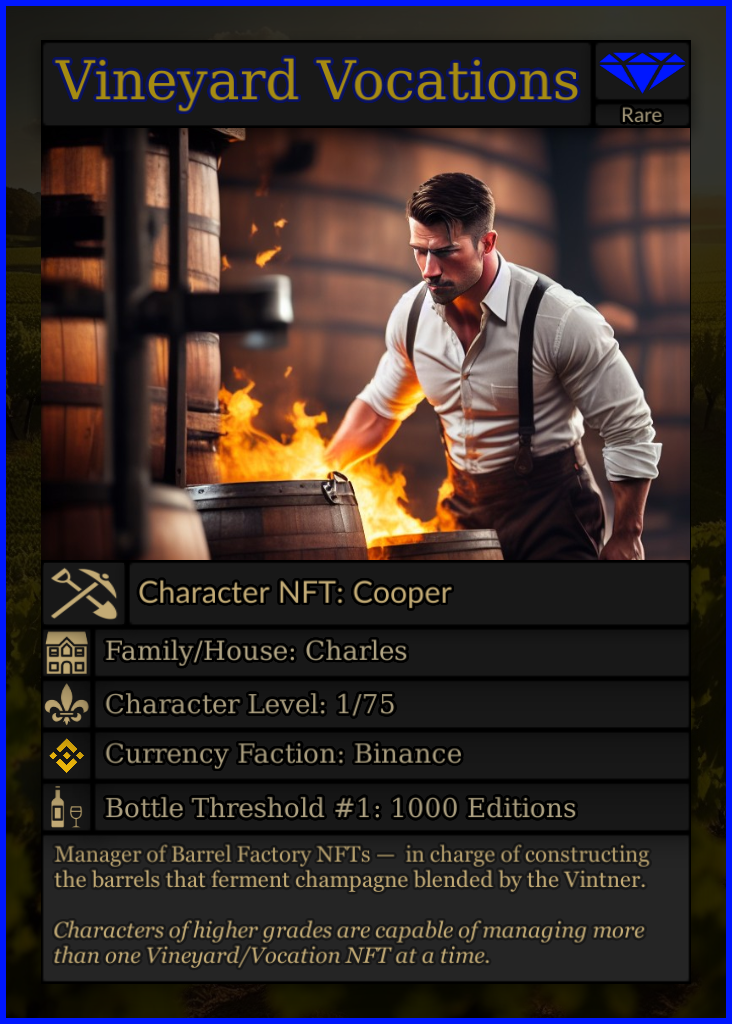 Vineyard Vocations
Rare
Character NFT: Cooper
Family/House: Charles
Character Level: 1/75
Currency Faction: Binance
Bottle Threshold #1: 1000 Editions
Manager of Barrel Factory NFTs — in charge of constructing
the barrels that ferment champagne blended by the Vintner.
Characters of higher grades are capable of managing more
than one Vineyard/Vocation NFT at a time.